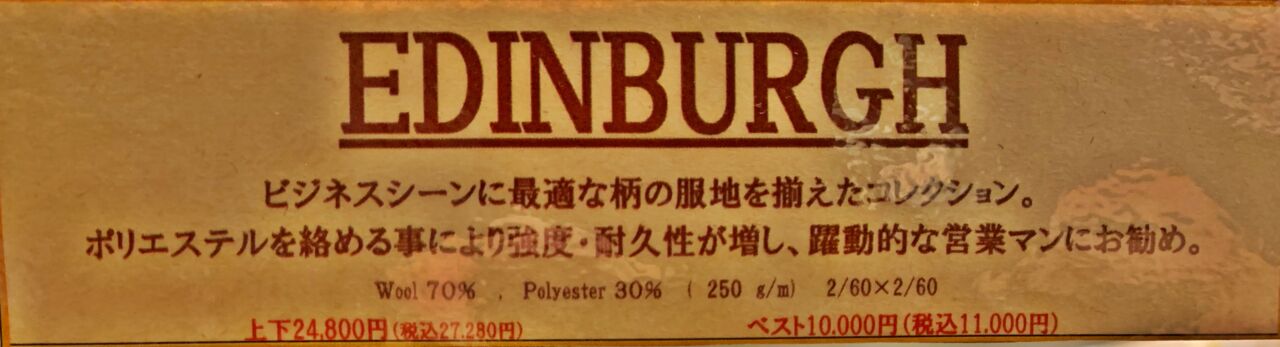 EDINBURGH
ビジネスシーンに最適な柄の服地を揃えたコレクション。
ポリエステルを絡める事により強度・耐久性が増し、躍動的な営業マンにお勧め。
Wool 70% , Polyester 30% ( 250 g/m) 2/60×2/60
上下24,800円(税込27,280円) ベスト10,000円(税込11,000円)